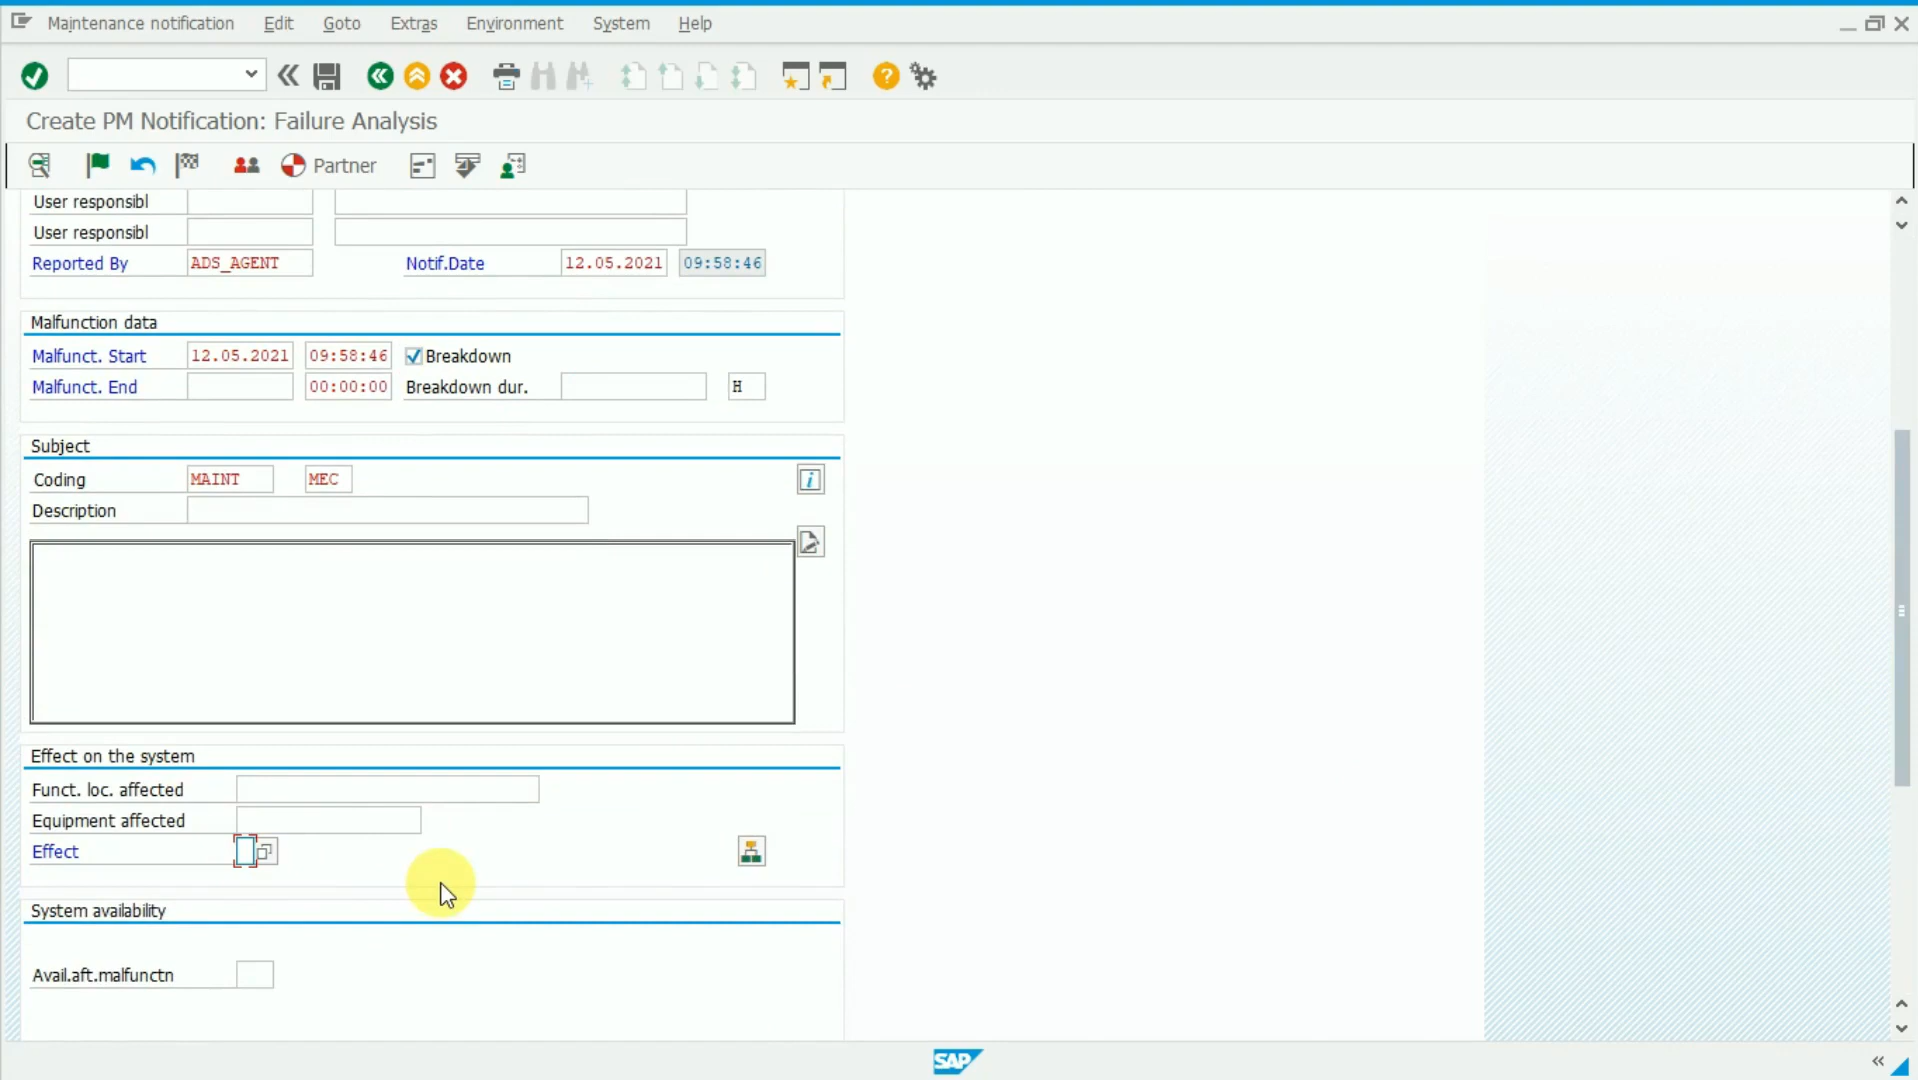 Maintenance notification Edit Goto Extras Environment System Help
Create PM Notification: Failure Analysis
Partner
User responsibl
User responsibl
Reported By ADS_AGENT Notif.Date 12.05.2021 09:58:46
Malfunction data
Malfunct. Start 12.05.2021 09:58:46 Breakdown
Malfunct. End 00:00:00 Breakdown dur. H
Subject
Coding MAINT MEC
Description
Effect on the system
Funct. loc. affected
Equipment affected
Effect
System availability
Avail.aft.malfunctn
SAP